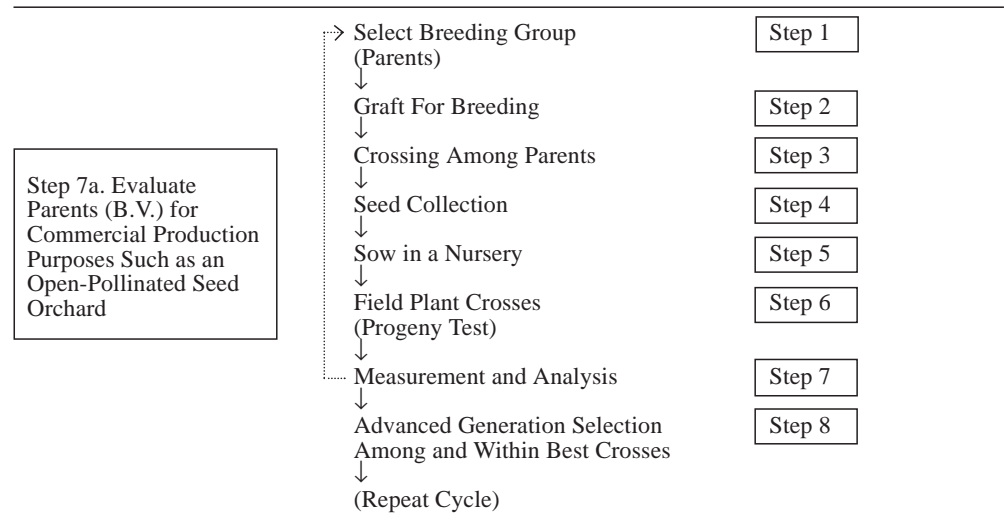 Select Breeding Group
(Parents)
Step 1
Graft For Breeding
Step 2
Crossing Among Parents
Step 3
Step 7a. Evaluate
Parents (B.V.) for
Commercial Production
Purposes Such as an
Open-Pollinated Seed
Orchard
Seed Collection
Step 4
Sow in a Nursery
Step 5
Field Plant Crosses
(Progeny Test)
Step 6
Measurement and Analysis
Step 7
Advanced Generation Selection
Among and Within Best Crosses
Step 8
(Repeat Cycle)